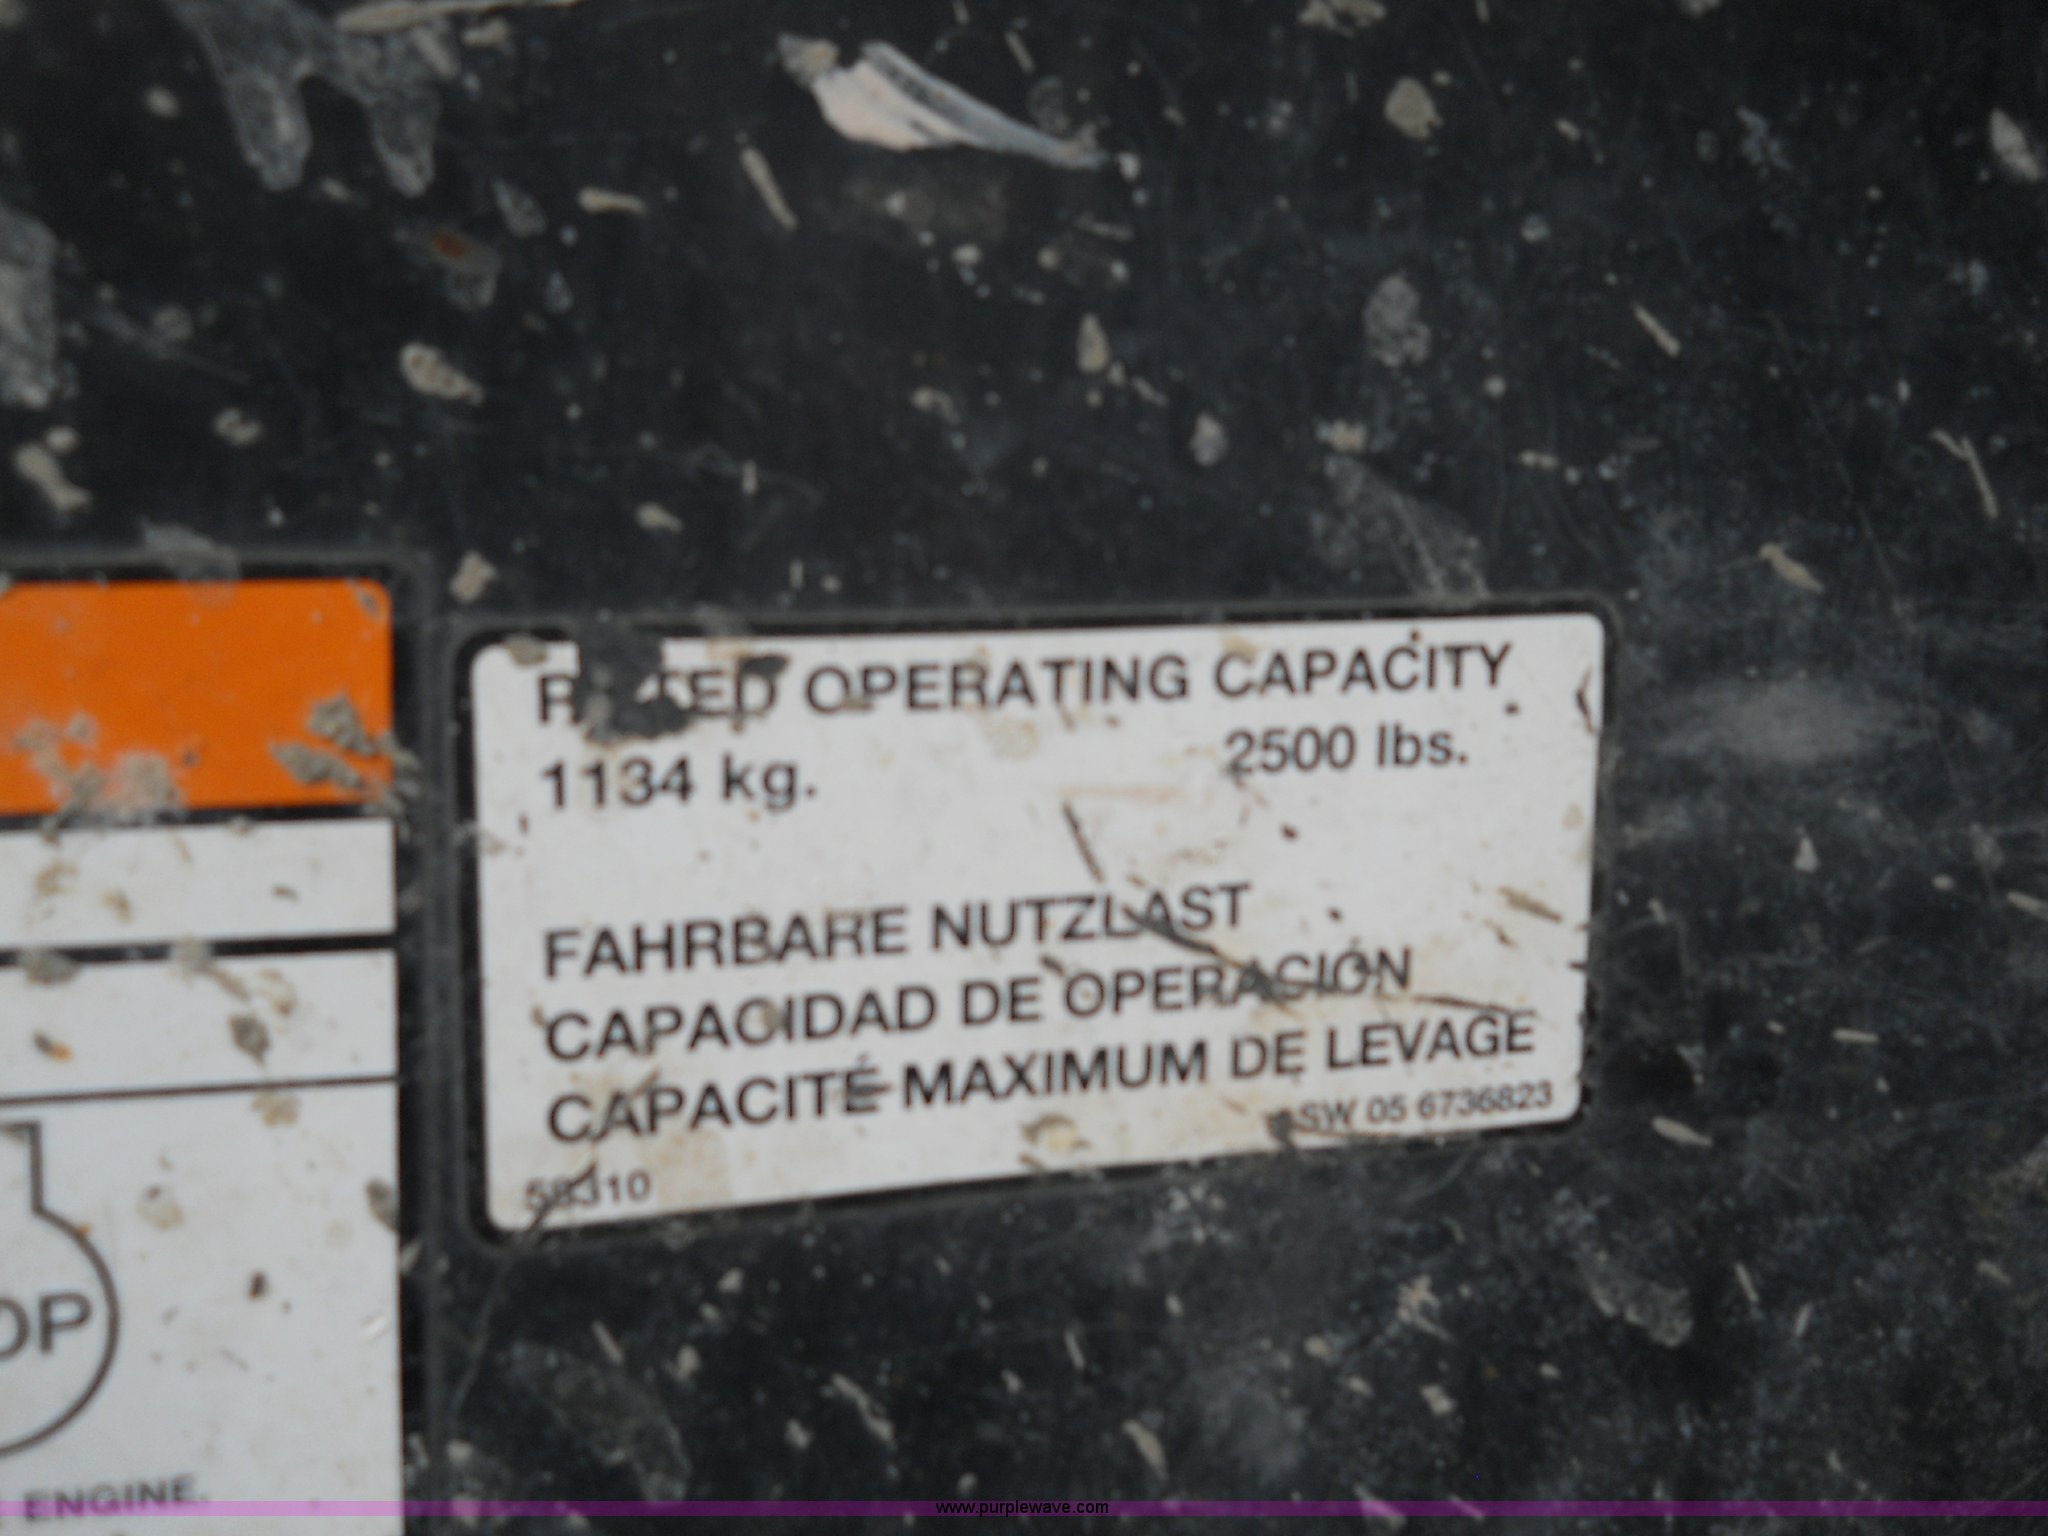 RATED OPERATING CAPACITY
1134 kg. 2500 lbs.
FAHRBARE NUTZLAST
CAPACIDAD DE OPERACIÓN
CAPACITÉ MAXIMUM DE LEVAGE
SW 05 6736823
OP
ENGINE.
www.purplewave.com